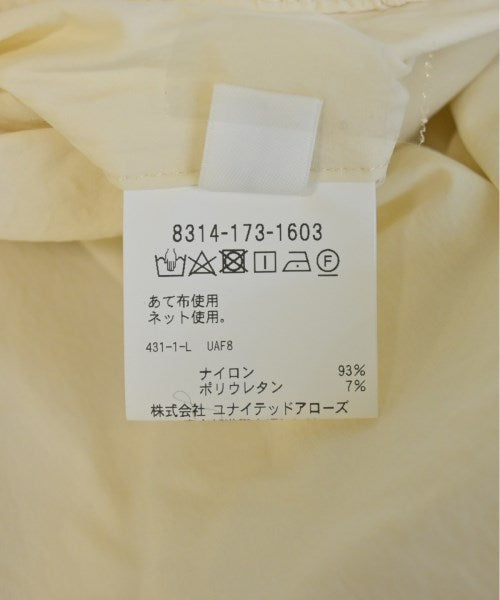 8314-173-1603
あて布使用
ネット使用。
431-1-L UAF8
ナイロン 93%
ポリウレタン 7%
株式会社 ユナイテッドアローズ